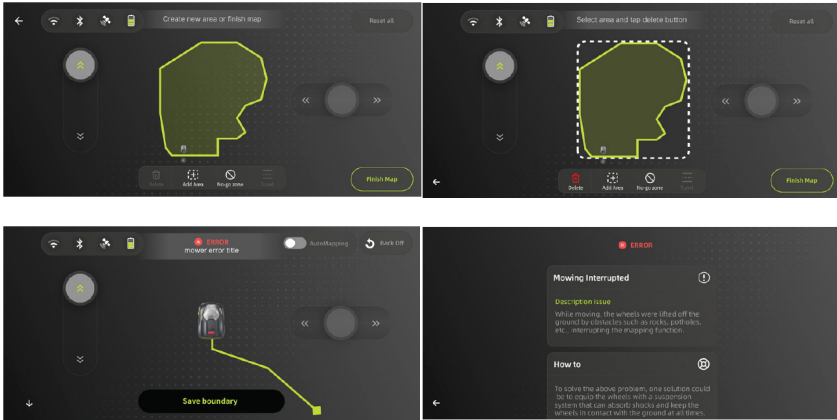 Create new area or finish map
Reset all
Delete
Add Area
No-go zone
Finish Map
Select area and tap delete button
Reset all
Delete
Add Area
No-go zone
Finish Map
ERROR
mower error title
AutoMapping
Back Off
Save boundary
ERROR
Mowing Interrupted
Description issue
While moving, the wheels were lifted off the
ground by obstacles such as rocks, potholes,
etc., interrupting the mapping function.
How to
To solve the above problem, one solution could
be to equip the wheels with a suspension
system that can absorb shocks and keep the
wheels in contact with the ground at all times.